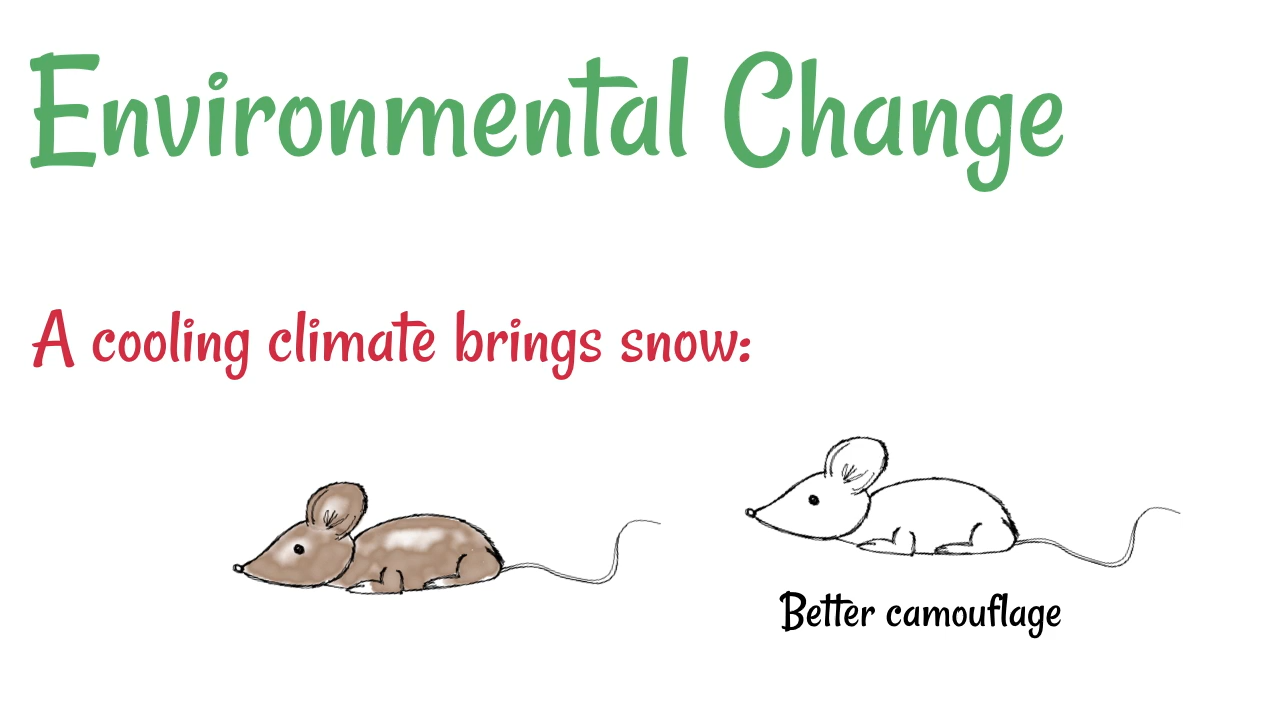 Environmental Change
A cooling climate brings snow:
Better camouflage